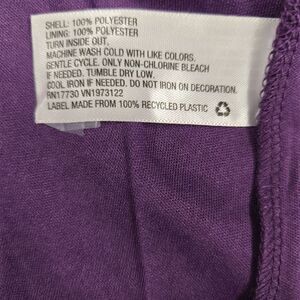 SHELL: 100% POLYESTER
LINING: 100% POLYESTER
TURN INSIDE OUT.
MACHINE WASH COLD WITH LIKE COLORS.
GENTLE CYCLE. ONLY NON-CHLORINE BLEACH
IF NEEDED. TUMBLE DRY LOW.
COOL IRON IF NEEDED. DO NOT IRON ON DECORATION.
RN17730 VN1973122
LABEL MADE FROM 100% RECYCLED PLASTIC